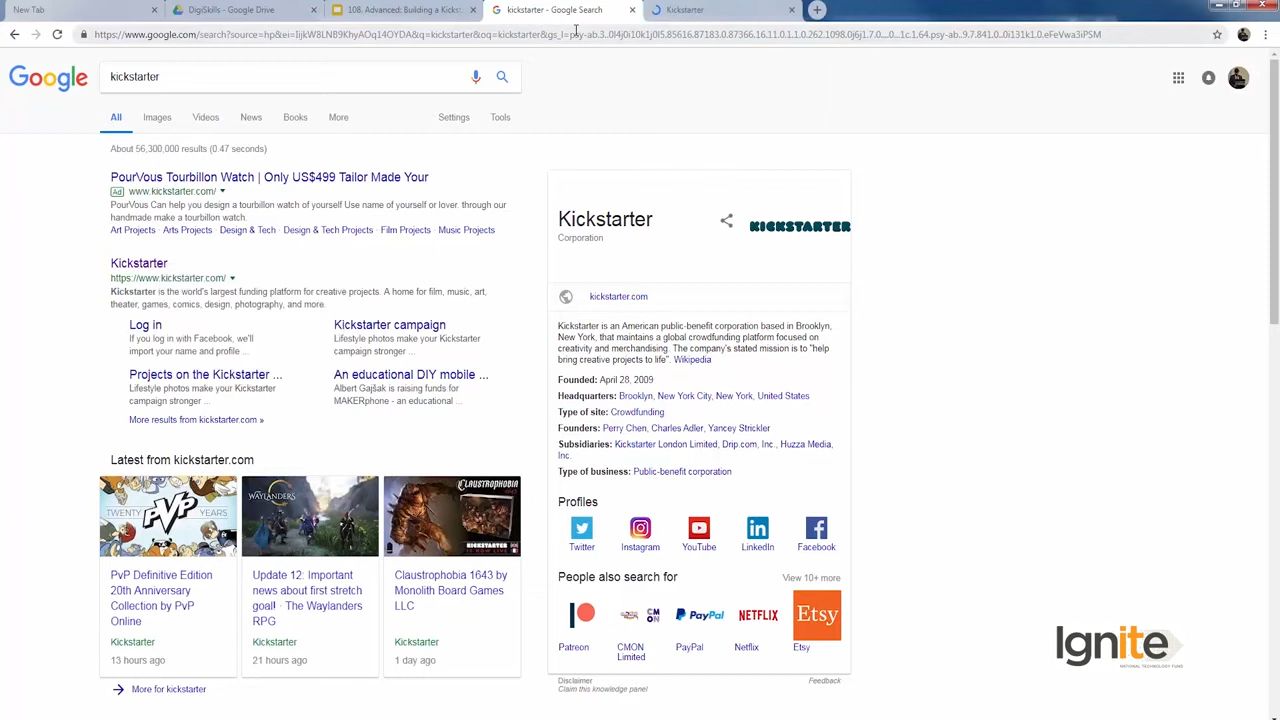 New Tab
DigiSkills - Google Drive
108. Advanced: Building a Kickst
kickstarter - Google Search
Kickstarter
Google
kickstarter
All
Images
Videos
News
Books
More
Settings
Tools
About 56,300,000 results (0.47 seconds)
PourVous Tourbillon Watch | Only US$499 Tailor Made Your
Ad www.kickstarter.com/
PourVous Can help you design a tourbillon watch of yourself Use name of yourself or lover. through our
handmade make a tourbillon watch.
Art Projects · Arts Projects · Design & Tech · Design & Tech Projects · Film Projects · Music Projects
Kickstarter
https://www.kickstarter.com/
Kickstarter is the world's largest funding platform for creative projects. A home for film, music, art,
theater, games, comics, design, photography, and more.
Log in
If you log in with Facebook, we'll
import your name and profile ...
Kickstarter campaign
Lifestyle photos make your Kickstarter
campaign stronger ...
Projects on the Kickstarter ...
Lifestyle photos make your Kickstarter
campaign stronger ...
An educational DIY mobile ...
Albert Gajšak is raising funds for
MAKERphone - an educational ...
More results from kickstarter.com »
Latest from kickstarter.com
TWENTY PVP YEARS
WAYLANDERS
CLAUSTROPHOBIA
KICKSTARTER
PvP Definitive Edition
20th Anniversary
Collection by PvP
Online
Kickstarter
13 hours ago
Update 12: Important
news about first stretch
goal! · The Waylanders
RPG
Kickstarter
21 hours ago
Claustrophobia 1643 by
Monolith Board Games
LLC
Kickstarter
1 day ago
More for kickstarter
Kickstarter
Corporation
KICKSTARTER
kickstarter.com
Kickstarter is an American public-benefit corporation based in Brooklyn,
New York, that maintains a global crowdfunding platform focused on
creativity and merchandising. The company's stated mission is to "help
bring creative projects to life". Wikipedia
Founded: April 28, 2009
Headquarters: Brooklyn, New York City, New York, United States
Type of site: Crowdfunding
Founders: Perry Chen, Charles Adler, Yancey Strickler
Subsidiaries: Kickstarter London Limited, Drip.com, Inc., Huzza Media,
Inc.
Type of business: Public-benefit corporation
Profiles
Twitter
Instagram
YouTube
LinkedIn
Facebook
People also search for
View 10+ more
CMON
PayPal
NETFLIX
Etsy
Patreon
CMON
Limited
PayPal
Netflix
Etsy
Disclaimer
Feedback
Claim this knowledge panel
Ignite
NATIONAL TECHNOLOGY FUND